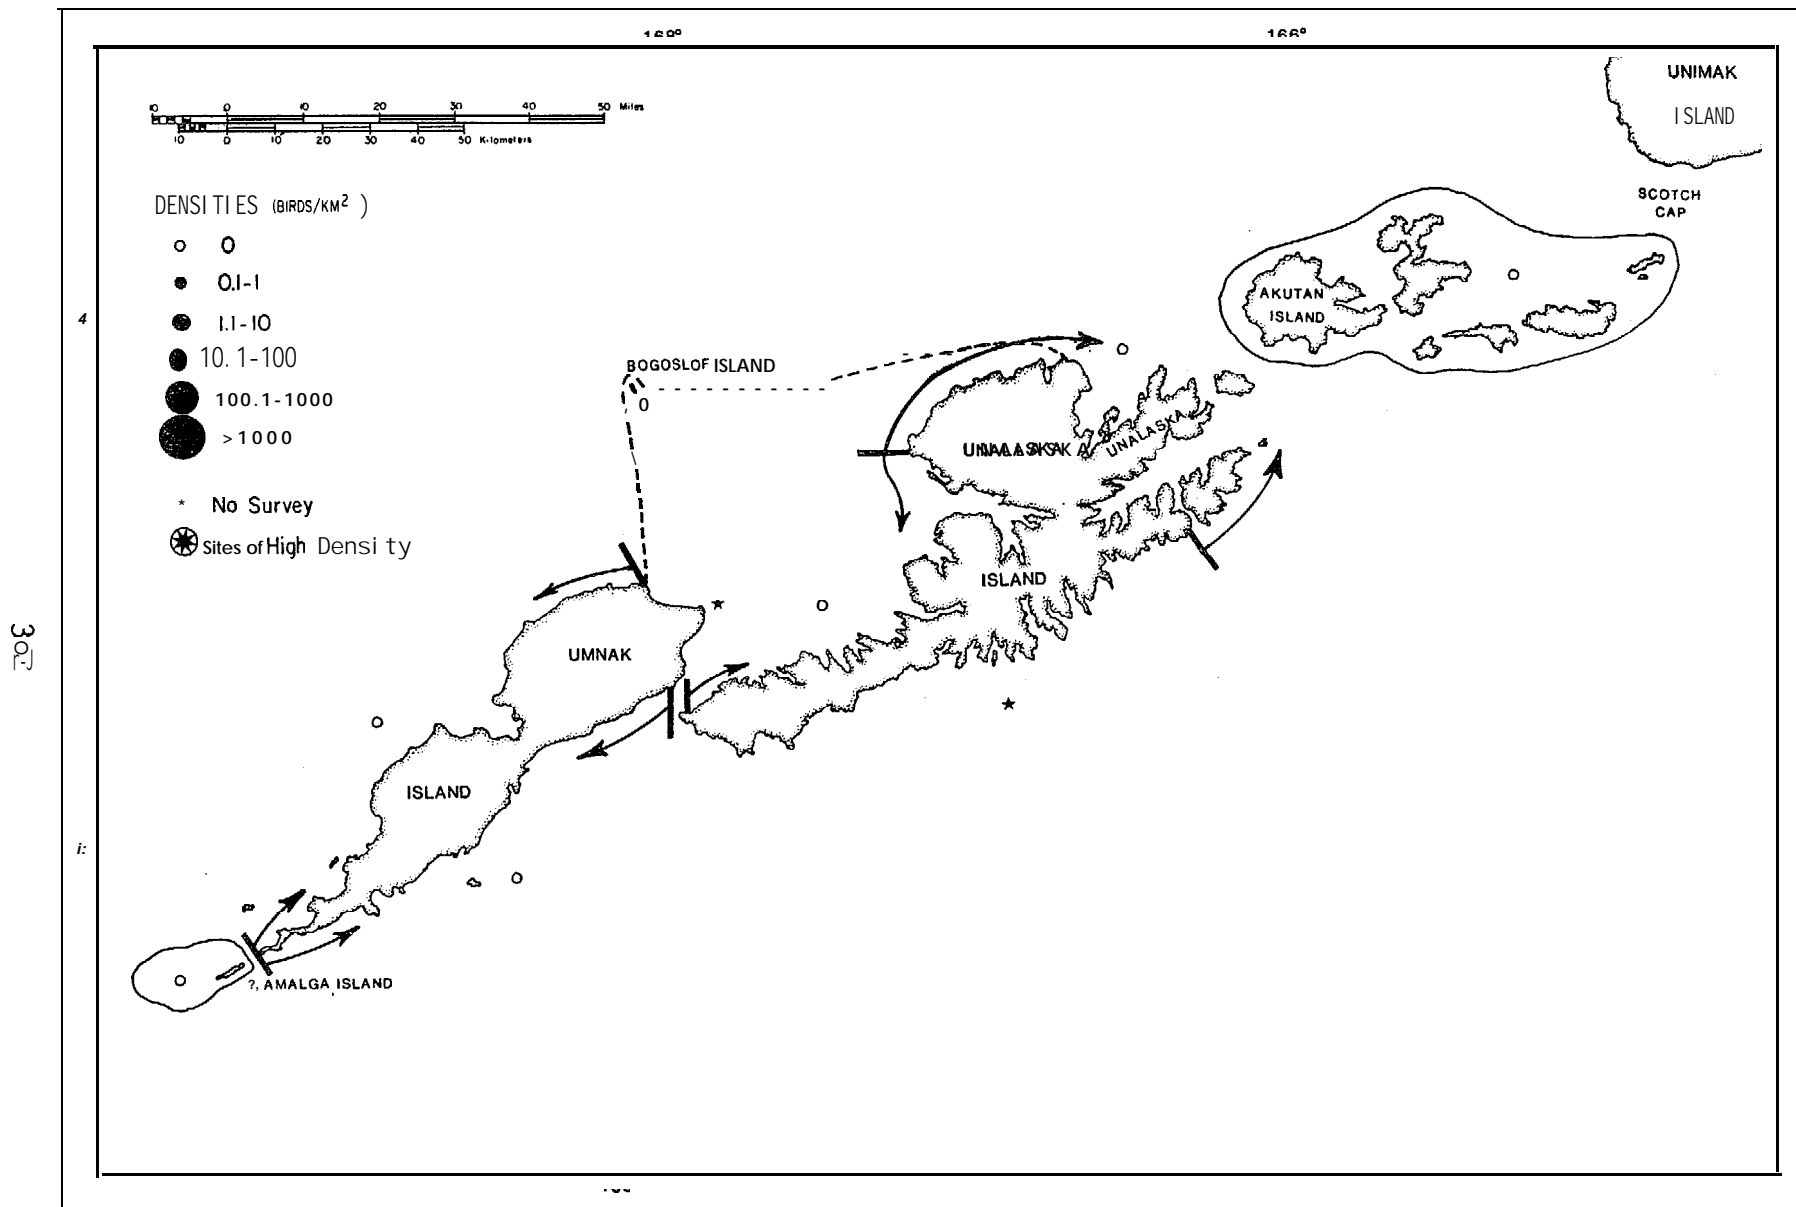 168° 166°
10 0 10 20 30 40 50 Miles
10 0 10 20 30 40 50 Kilometers
UNIMAK
ISLAND
SCOTCH
CAP
DENSITIES (BIRDS/KM2 )
0
0.1-1
1.1-10
10. 1-100
100.1-1000
>1000
* No Survey
Sites of High Density
4
AKUTAN
ISLAND
BOGOSLOF ISLAND
0
UNALASKA
UNALASKA
ISLAND
UMNAK
ISLAND
i:
?, AMALGA ISLAND
302